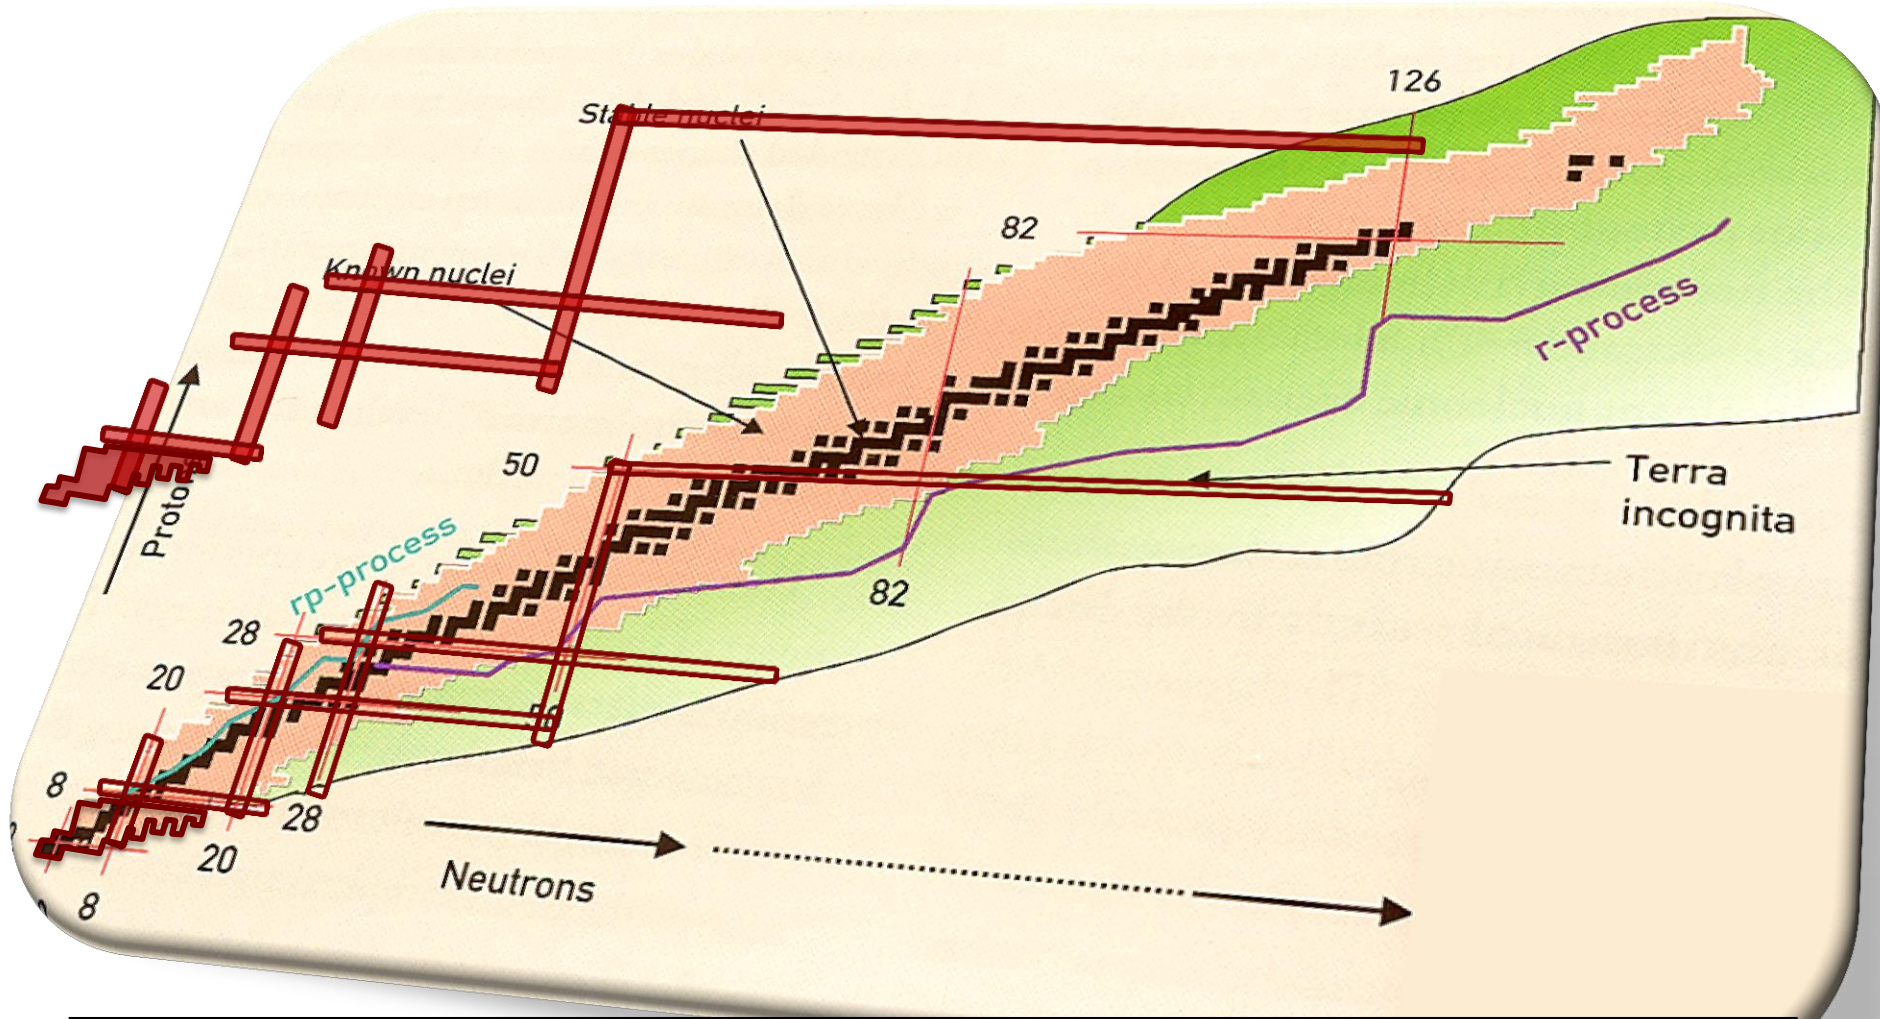 126
Stable nuclei
82
Known nuclei
r-process
50
Terra
incognita
82
rp-process
28
20
8
28
20
8
Neutrons